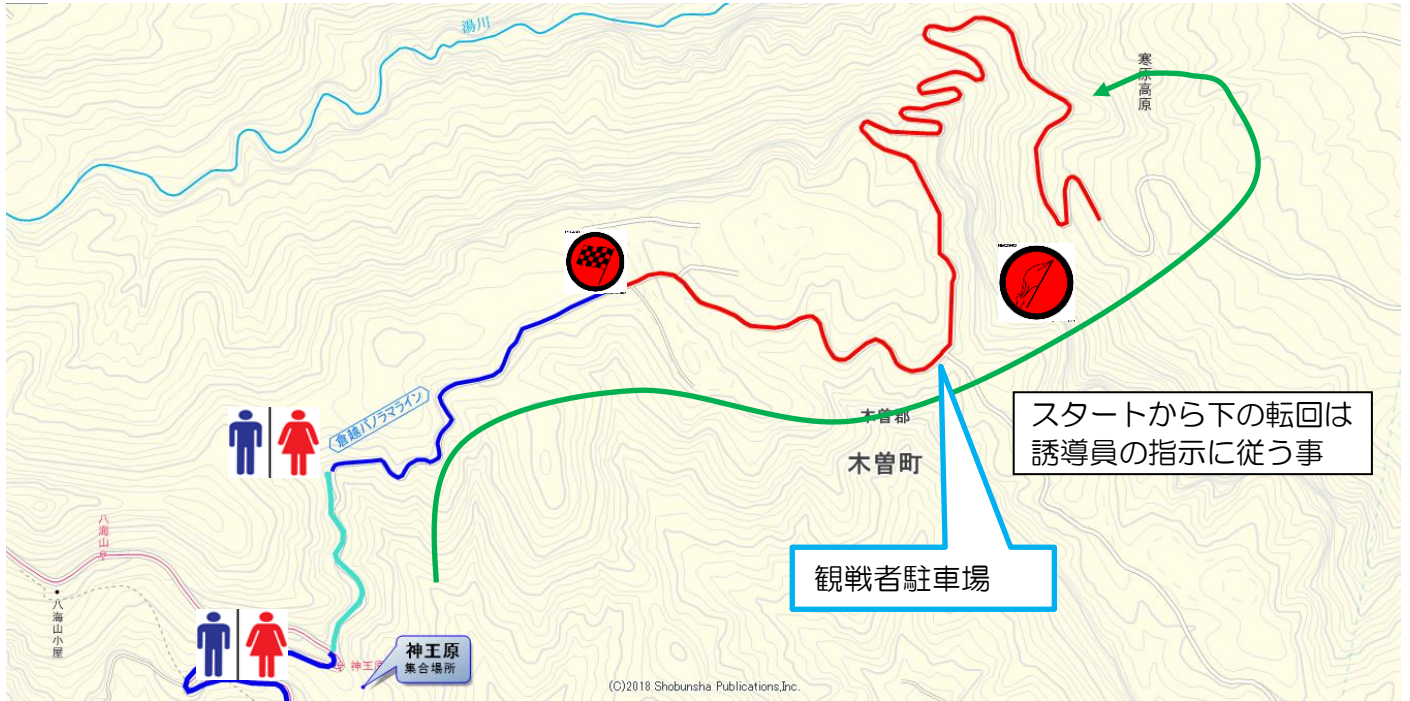 湯川
寒原高原
倉越パノラマライン
木曽郡
木曽町
スタートから下の転回は
誘導員の指示に従う事
観戦者駐車場
八海山
八海山小屋
神王原
神王原
集合場所
(C)2018 Shobunsha Publications,Inc.